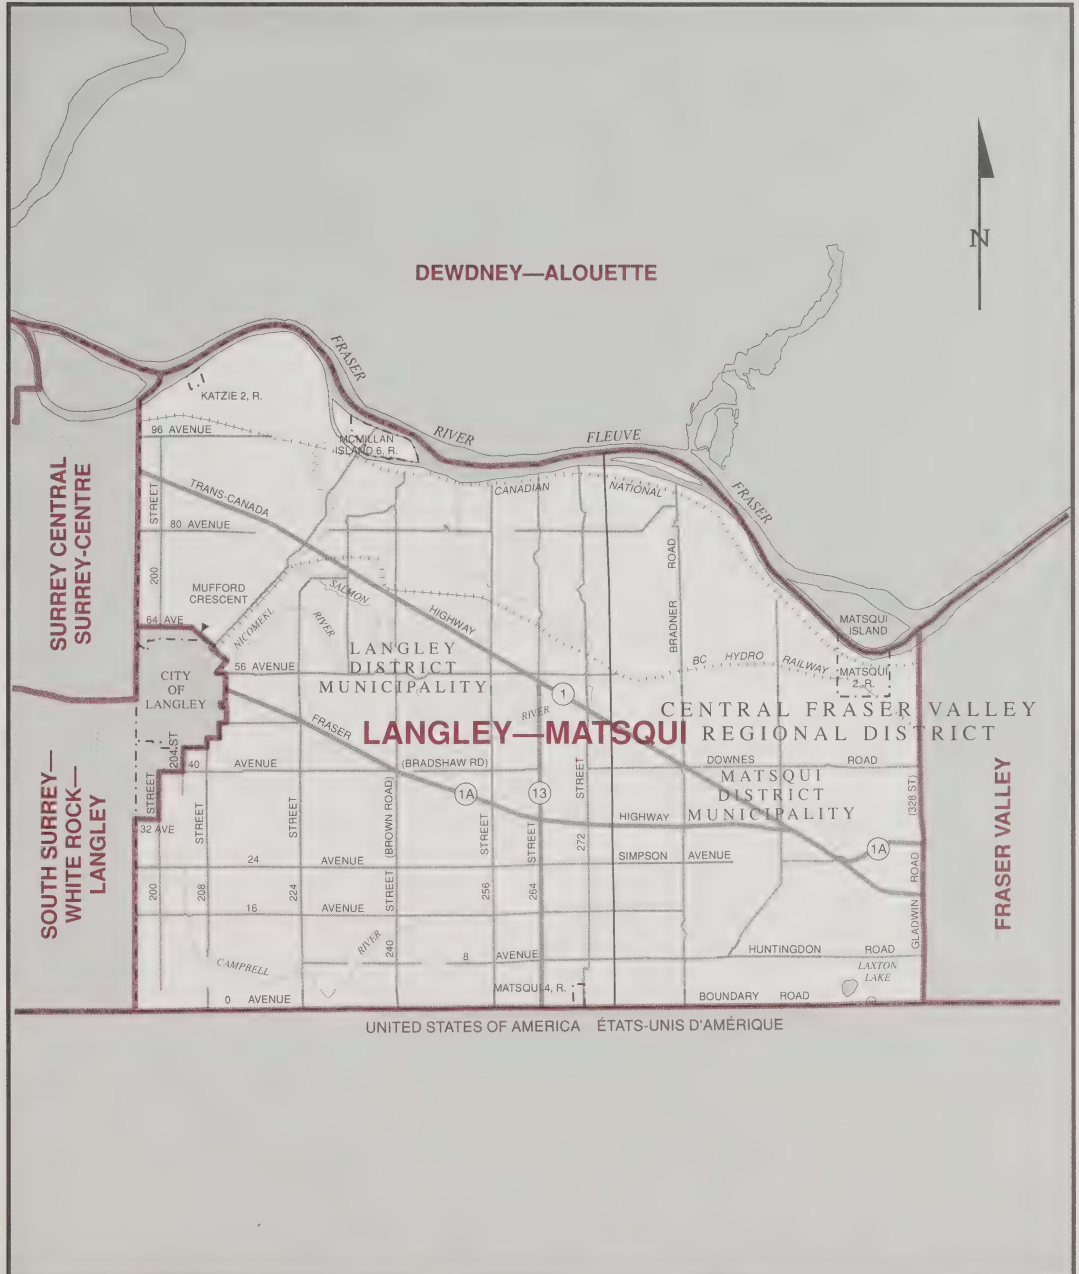 N
DEWDNEY—ALOUETTE
FRASER
RIVER
FLEUVE
FRASER
KATZIE 2, R.
96 AVENUE
MCMILLAN
ISLAND 6, R.
CANADIAN
NATIONAL
TRANS-CANADA
HIGHWAY
STREET
200
80 AVENUE
SURREY CENTRAL
SURREY-CENTRE
MUFFORD
CRESCENT
SALMON
RIVER
NICOMEKL
ROAD
BRADNER
64 AVE
MATSQUI
ISLAND
CITY
OF
LANGLEY
56 AVENUE
LANGLEY
DISTRICT
MUNICIPALITY
BC HYDRO RAILWAY
MATSQUI
2, R.
1
RIVER
CENTRAL FRASER VALLEY
REGIONAL DISTRICT
FRASER
LANGLEY—MATSQUI
204 ST
40 AVENUE
(BRADSHAW RD)
DOWNES ROAD
MATSQUI
DISTRICT
MUNICIPALITY
SOUTH SURREY—
WHITE ROCK—
LANGLEY
STREET
200
32 AVE
STREET
208
STREET
224
(BROWN ROAD)
STREET
240
1A
13
STREET
256
STREET
264
STREET
272
HIGHWAY
(328 ST)
1A
SIMPSON AVENUE
24 AVENUE
ROAD
GLADWIN
FRASER VALLEY
16 AVENUE
RIVER
CAMPBELL
8 AVENUE
HUNTINGDON ROAD
LAXTON
LAKE
MATSQUI 4, R.
0 AVENUE
BOUNDARY ROAD
UNITED STATES OF AMERICA ÉTATS-UNIS D'AMÉRIQUE